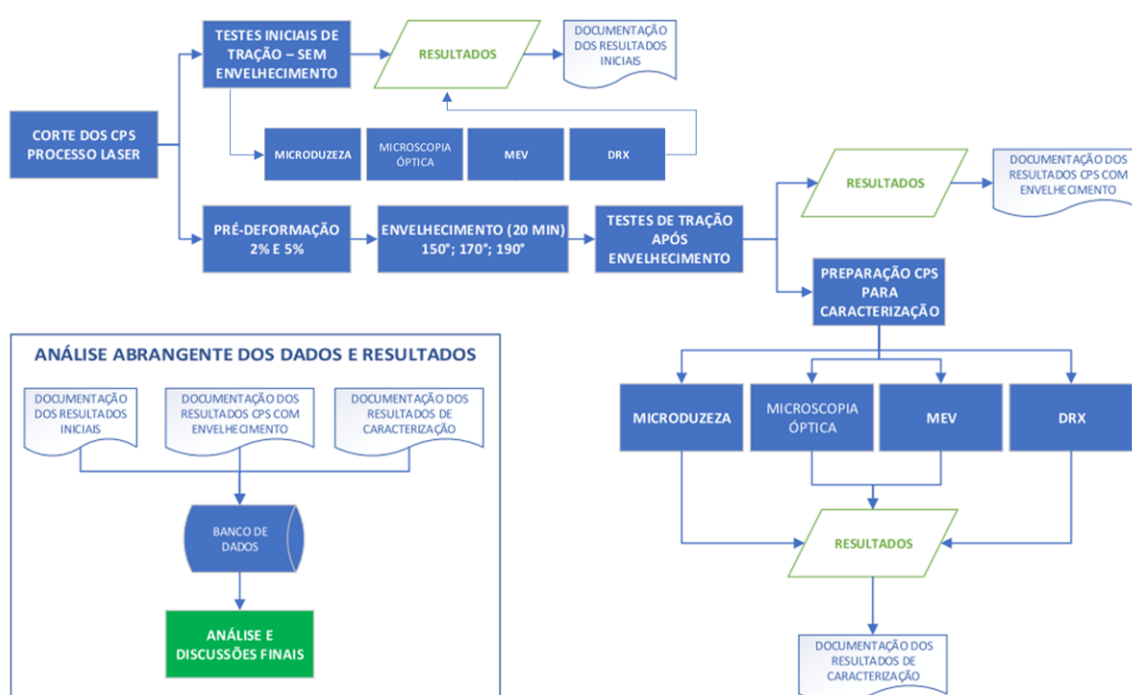 TESTES INICIAIS DE
TRAÇÃO – SEM
ENVELHECIMENTO
RESULTADOS
DOCUMENTAÇÃO
DOS RESULTADOS
INICIAIS
CORTE DOS CPS
PROCESSO LASER
MICRODUZEZA
MICROSCOPIA
ÓPTICA
MEV
DRX
PRÉ-DEFORMAÇÃO
2% E 5%
ENVELHECIMENTO (20 MIN)
150°; 170°; 190°
TESTES DE TRAÇÃO
APÓS
ENVELHECIMENTO
RESULTADOS
DOCUMENTAÇÃO DOS
RESULTADOS CPS COM
ENVELHECIMENTO
PREPARAÇÃO CPS
PARA
CARACTERIZAÇÃO
MICRODUZEZA
MICROSCOPIA
ÓPTICA
MEV
DRX
RESULTADOS
DOCUMENTAÇÃO DOS
RESULTADOS DE
CARACTERIZAÇÃO
ANÁLISE ABRANGENTE DOS DADOS E RESULTADOS
DOCUMENTAÇÃO
DOS RESULTADOS
INICIAIS
DOCUMENTAÇÃO DOS
RESULTADOS CPS COM
ENVELHECIMENTO
DOCUMENTAÇÃO DOS
RESULTADOS DE
CARACTERIZAÇÃO
BANCO DE
DADOS
ANÁLISE E
DISCUSSÕES FINAIS